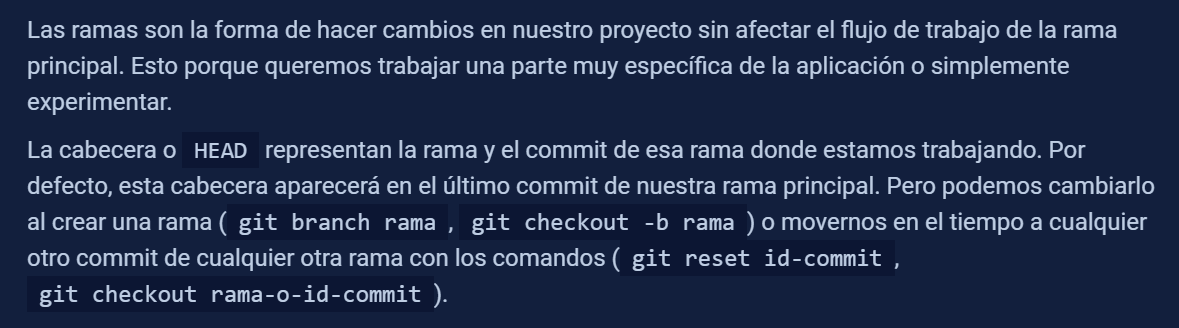 Las ramas son la forma de hacer cambios en nuestro proyecto sin afectar el flujo de trabajo de la rama
principal. Esto porque queremos trabajar una parte muy específica de la aplicación o simplemente
experimentar.
La cabecera o HEAD representan la rama y el commit de esa rama donde estamos trabajando. Por
defecto, esta cabecera aparecerá en el último commit de nuestra rama principal. Pero podemos cambiarlo
al crear una rama ( git branch rama , git checkout -b rama ) o movernos en el tiempo a cualquier
otro commit de cualquier otra rama con los comandos ( git reset id-commit ,
git checkout rama-o-id-commit ).